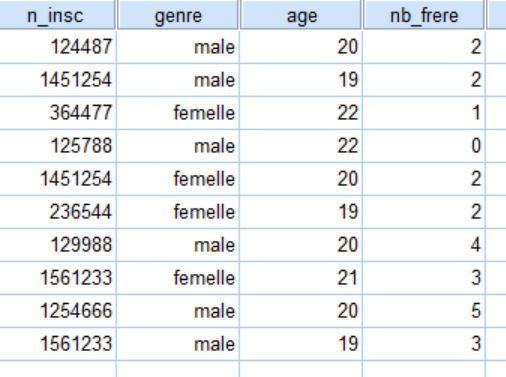 n_insc genre age nb_frere
124487 male 20 2
1451254 male 19 2
364477 femelle 22 1
125788 male 22 0
1451254 femelle 20 2
236544 femelle 19 2
129988 male 20 4
1561233 femelle 21 3
1254666 male 20 5
1561233 male 19 3